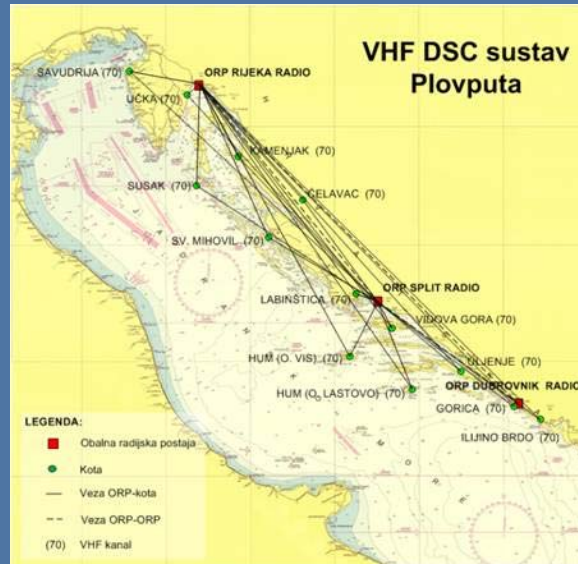 VHF DSC sustav
Plovputa
SAVUDRIJA (70)
ORP RIJEKA RADIO
UČKA (70)
KAMENJAK (70)
SUSAK (70)
ĆELAVAC (70)
SV. MIHOVIL (70)
ORP SPLIT RADIO
LABINŠTICA (70)
VIDOVA GORA (70)
HUM (O. VIS) (70)
ULJENJE (70)
ORP DUBROVNIK RADIO
HUM (O. LASTOVO) (70)
GORICA (70)
ILIJINO BRDO (70)
LEGENDA:
Obalna radijska postaja
Kota
Veza ORP-kota
Veza ORP-ORP
(70) VHF kanal